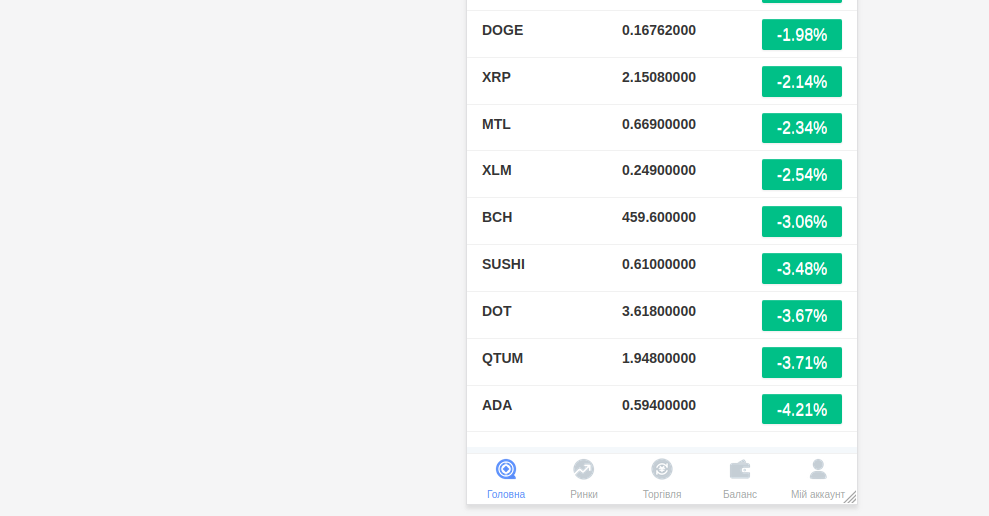 DOGE 0.16762000 -1.98%
XRP 2.15080000 -2.14%
MTL 0.66900000 -2.34%
XLM 0.24900000 -2.54%
BCH 459.600000 -3.06%
SUSHI 0.61000000 -3.48%
DOT 3.61800000 -3.67%
QTUM 1.94800000 -3.71%
ADA 0.59400000 -4.21%
Головна Ринки Торгівля Баланс Мій аккаунт